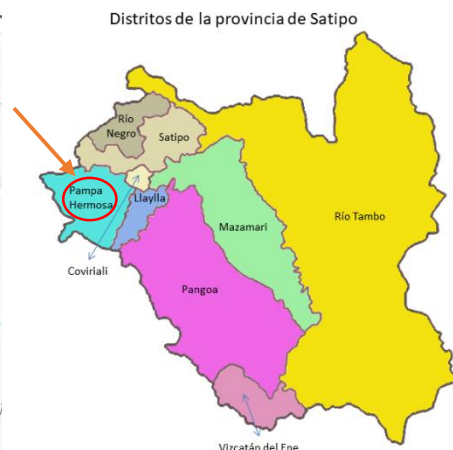 Distritos de la provincia de Satipo
Río
Negro
Satipo
Pampa
Hermosa
Llaylla
Mazamari
Río Tambo
Coviriali
Pangoa
Vizcatán del Ene